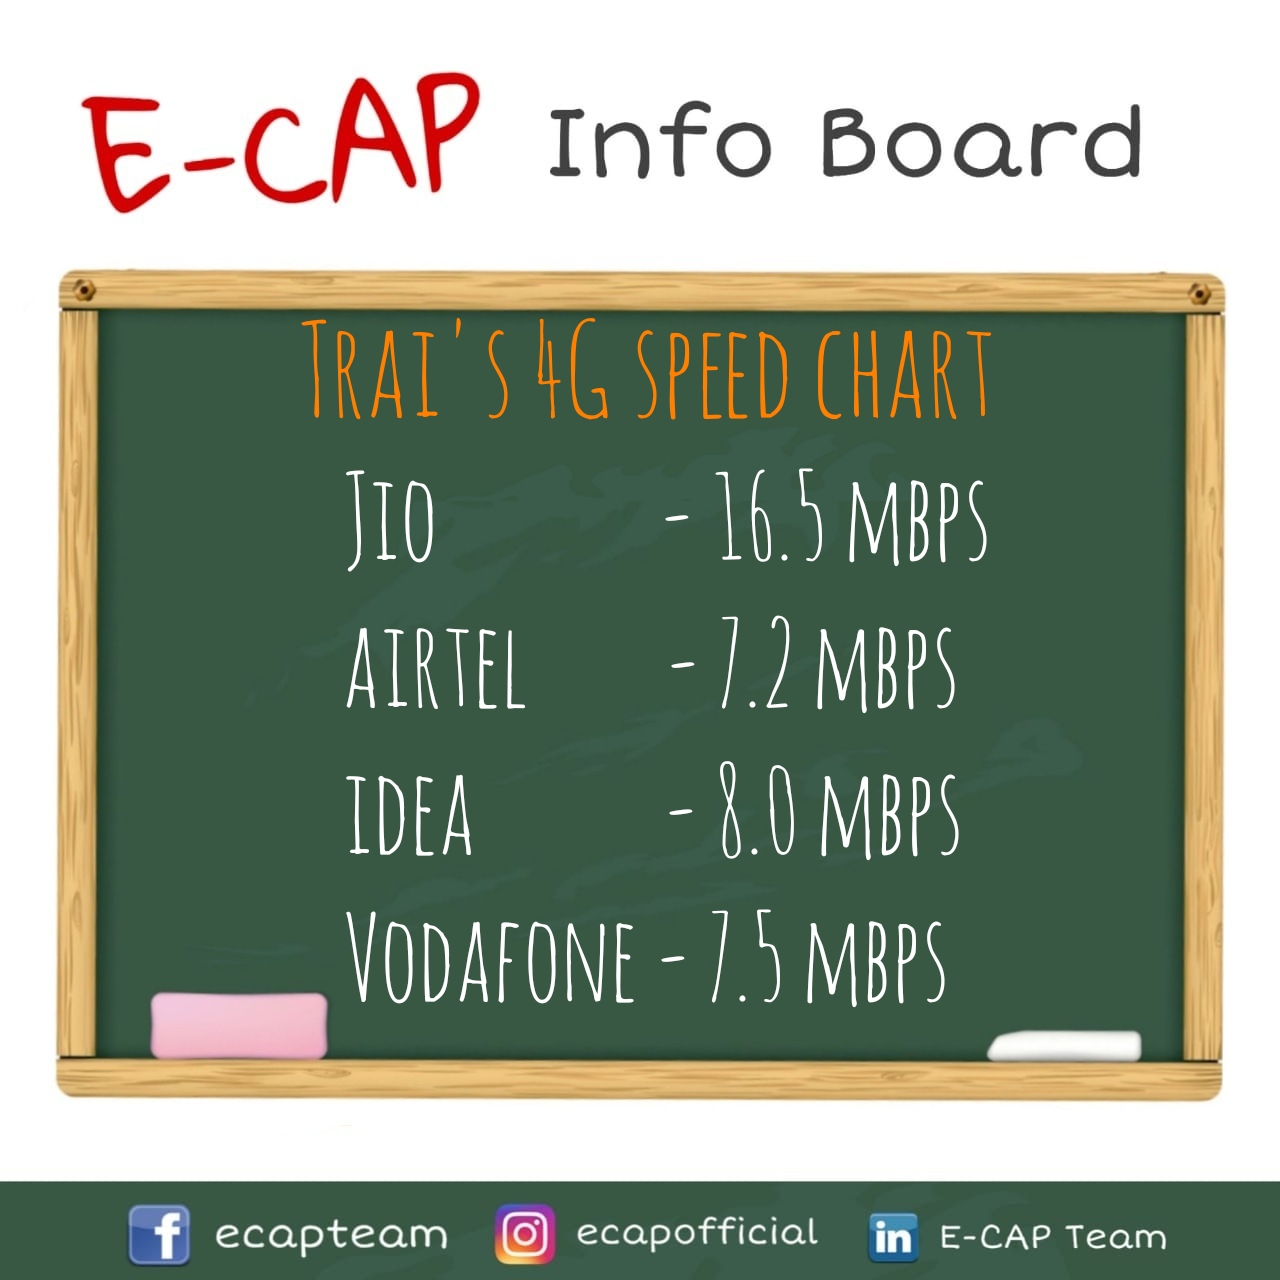 E-CAP Info Board
TRAI'S 4G SPEED CHART
JIO - 16.5 MBPS
AIRTEL - 7.2 MBPS
IDEA - 8.0 MBPS
VODAFONE - 7.5 MBPS
ecapteam ecapofficial E-CAP Team